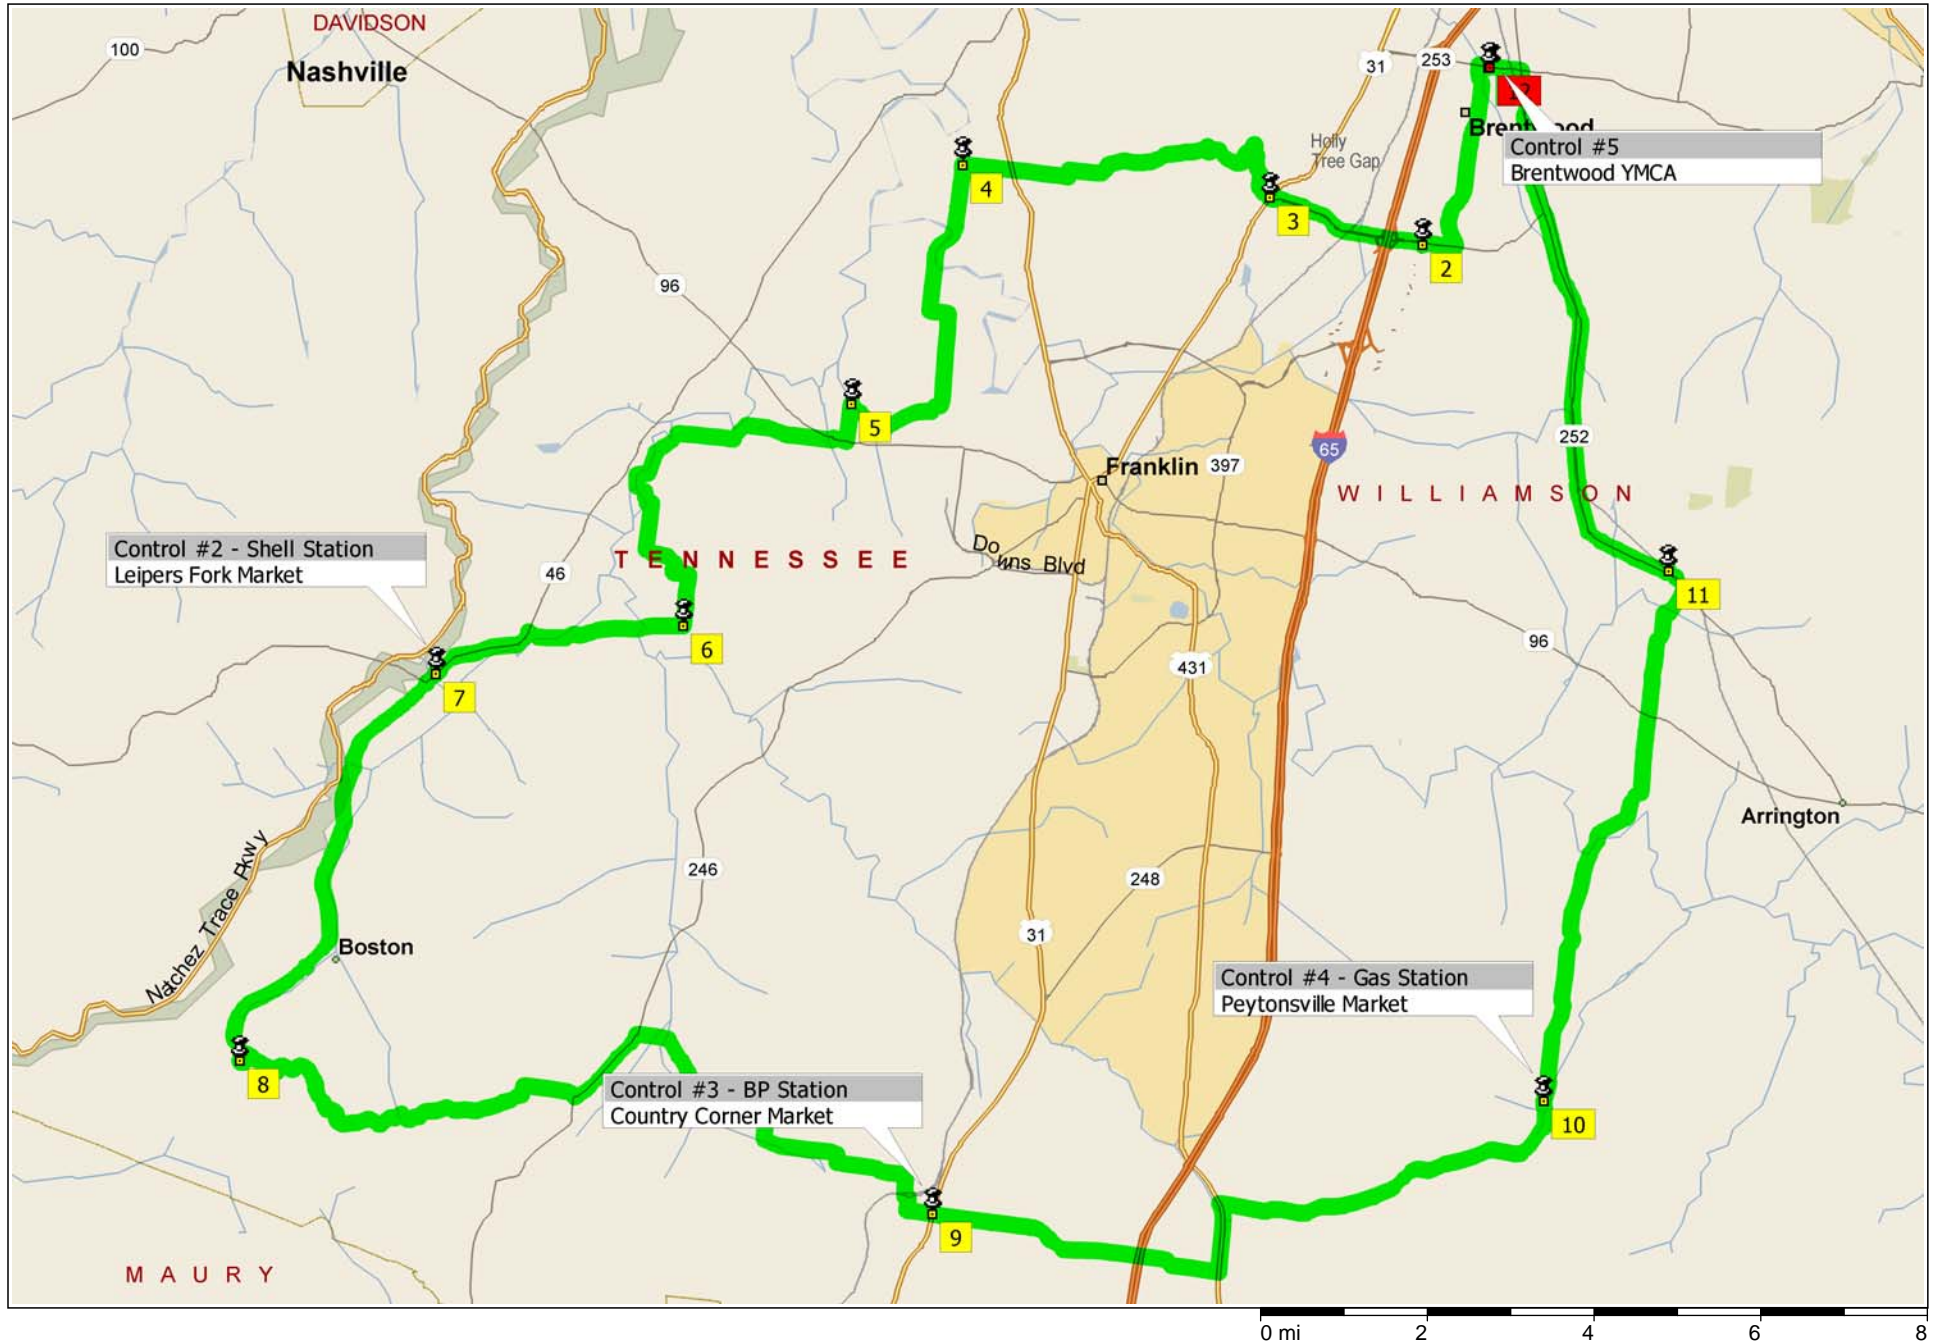 DAVIDSON
100
Nashville
31
253
12
Brentwood
Control #5
Brentwood YMCA
Holly
Tree Gap
4
3
2
96
5
252
Franklin
397
65
WILLIAMSON
Control #2 - Shell Station
Leipers Fork Market
46
TENNESSEE
Downs Blvd
11
6
96
431
7
Arrington
246
248
Natchez Trace Pkwy
31
Boston
Control #4 - Gas Station
Peytonsville Market
8
Control #3 - BP Station
Country Corner Market
10
9
MAURY
0 mi 2 4 6 8